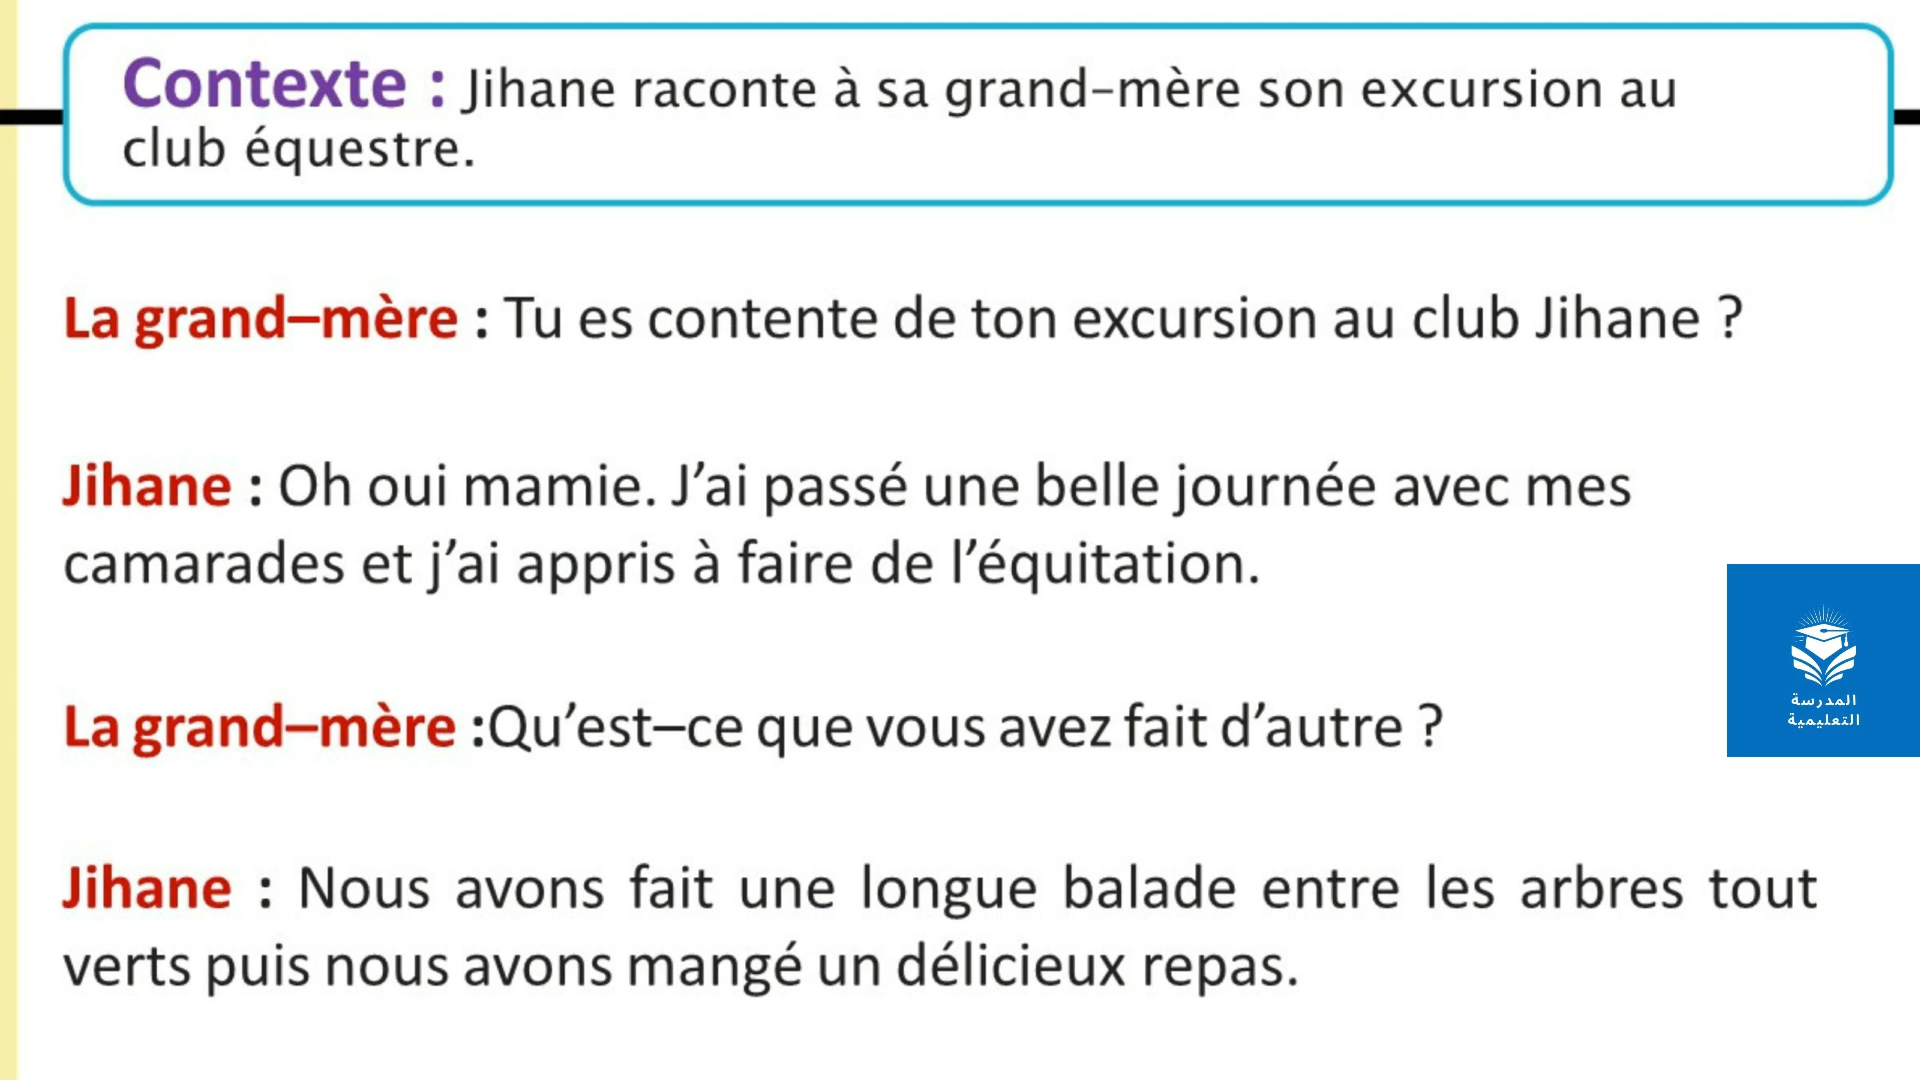 Contexte : Jihane raconte à sa grand-mère son excursion au
club équestre.
La grand–mère : Tu es contente de ton excursion au club Jihane ?
Jihane : Oh oui mamie. J’ai passé une belle journée avec mes
camarades et j’ai appris à faire de l’équitation.
La grand–mère :Qu’est–ce que vous avez fait d’autre ?
Jihane : Nous avons fait une longue balade entre les arbres tout
verts puis nous avons mangé un délicieux repas.
المدرسة
التعليمية